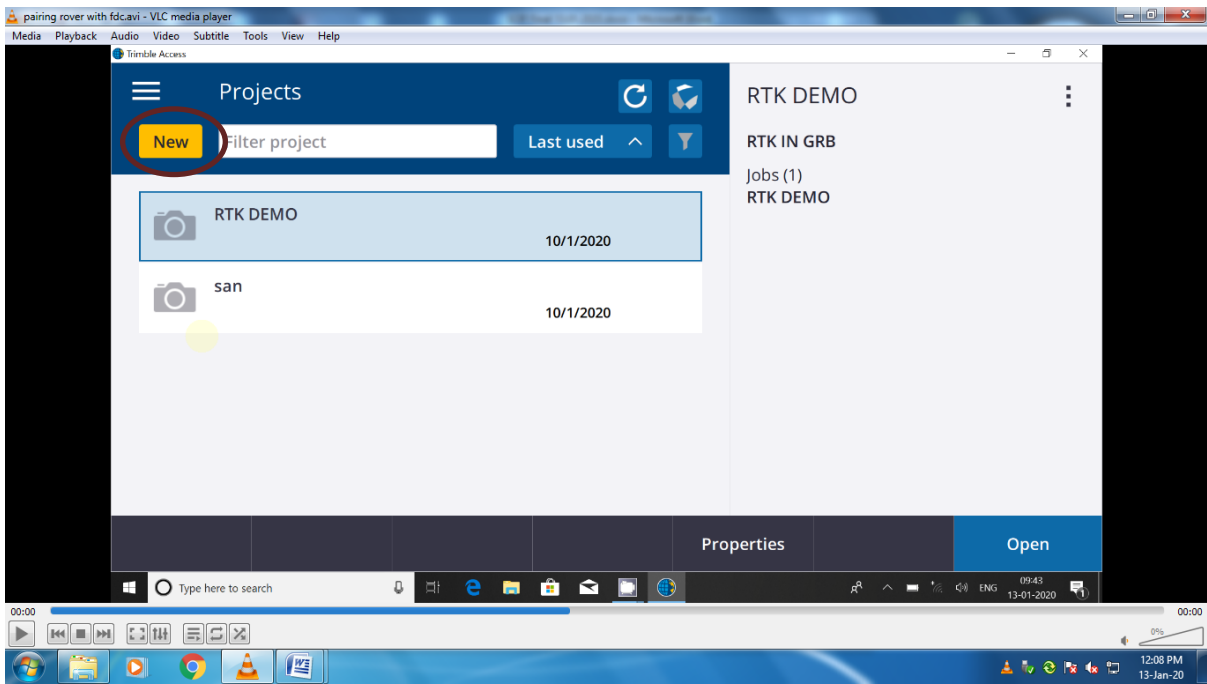 pairing rover with fdc.avi - VLC media player
Media Playback Audio Video Subtitle Tools View Help
Trimble Access
Projects
New
Filter project
Last used
RTK DEMO
10/1/2020
san
10/1/2020
RTK DEMO
RTK IN GRB
Jobs (1)
RTK DEMO
Properties
Open
Type here to search
ENG
09:43
13-01-2020
00:00
00:00
0%
12:08 PM
13-Jan-20